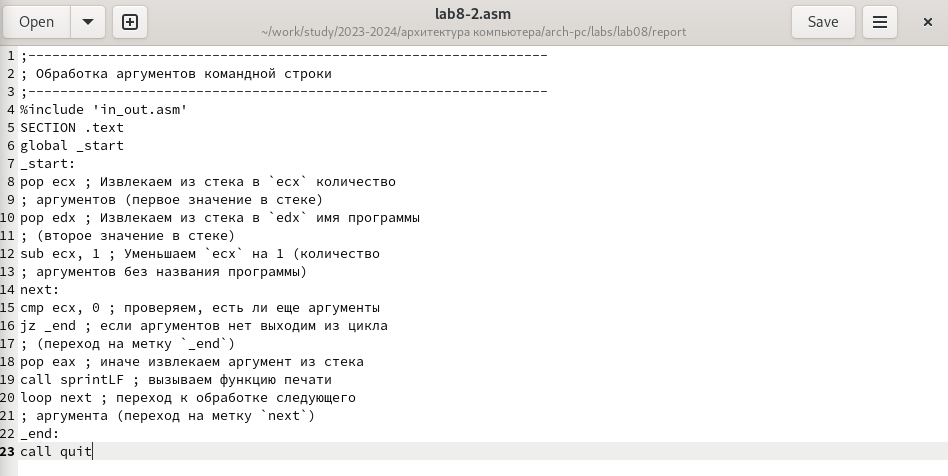 Open
lab8-2.asm
~/work/study/2023-2024/архитектура компьютера/arch-pc/labs/lab08/report
Save
1 ;-----------------------------------------------------------------
2 ; Обработка аргументов командной строки
3 ;-----------------------------------------------------------------
4 %include 'in_out.asm'
5 SECTION .text
6 global _start
7 _start:
8 pop ecx ; Извлекаем из стека в `ecx` количество
9 ; аргументов (первое значение в стеке)
10 pop edx ; Извлекаем из стека в `edx` имя программы
11 ; (второе значение в стеке)
12 sub ecx, 1 ; Уменьшаем `ecx` на 1 (количество
13 ; аргументов без названия программы)
14 next:
15 cmp ecx, 0 ; проверяем, есть ли еще аргументы
16 jz _end ; если аргументов нет выходим из цикла
17 ; (переход на метку `_end`)
18 pop eax ; иначе извлекаем аргумент из стека
19 call sprintLF ; вызываем функцию печати
20 loop next ; переход к обработке следующего
21 ; аргумента (переход на метку `next`)
22 _end:
23 call quit